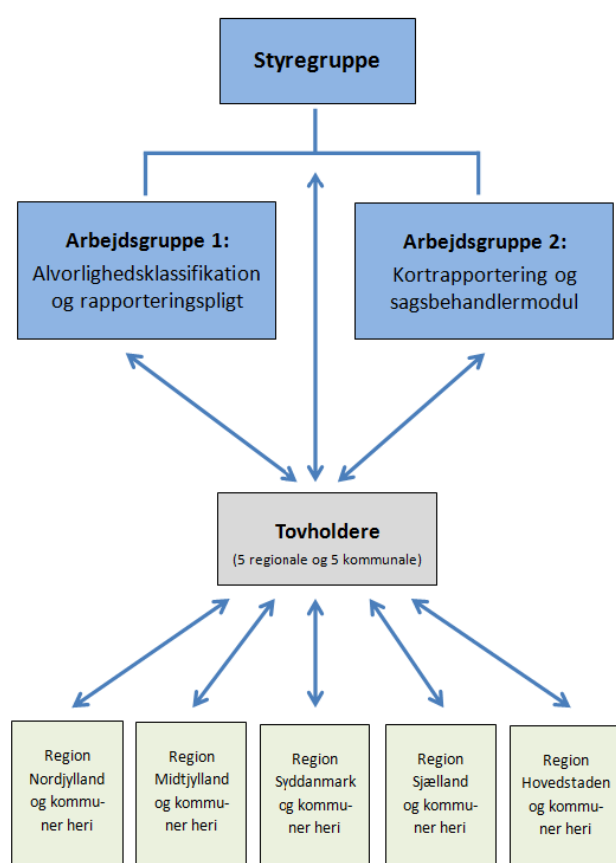 Styregruppe
Arbejdsgruppe 1:
Alvorlighedsklassifikation
og rapporteringspligt
Arbejdsgruppe 2:
Kortrapportering og
sagsbehandlermodul
Tovholdere
(5 regionale og 5 kommunale)
Region
Nordjylland
og kommu-
ner heri
Region
Midtjylland
og kommu-
ner heri
Region
Syddanmark
og kommu-
ner heri
Region
Sjælland
og kommu-
ner heri
Region
Hovedstaden
og kommu-
ner heri